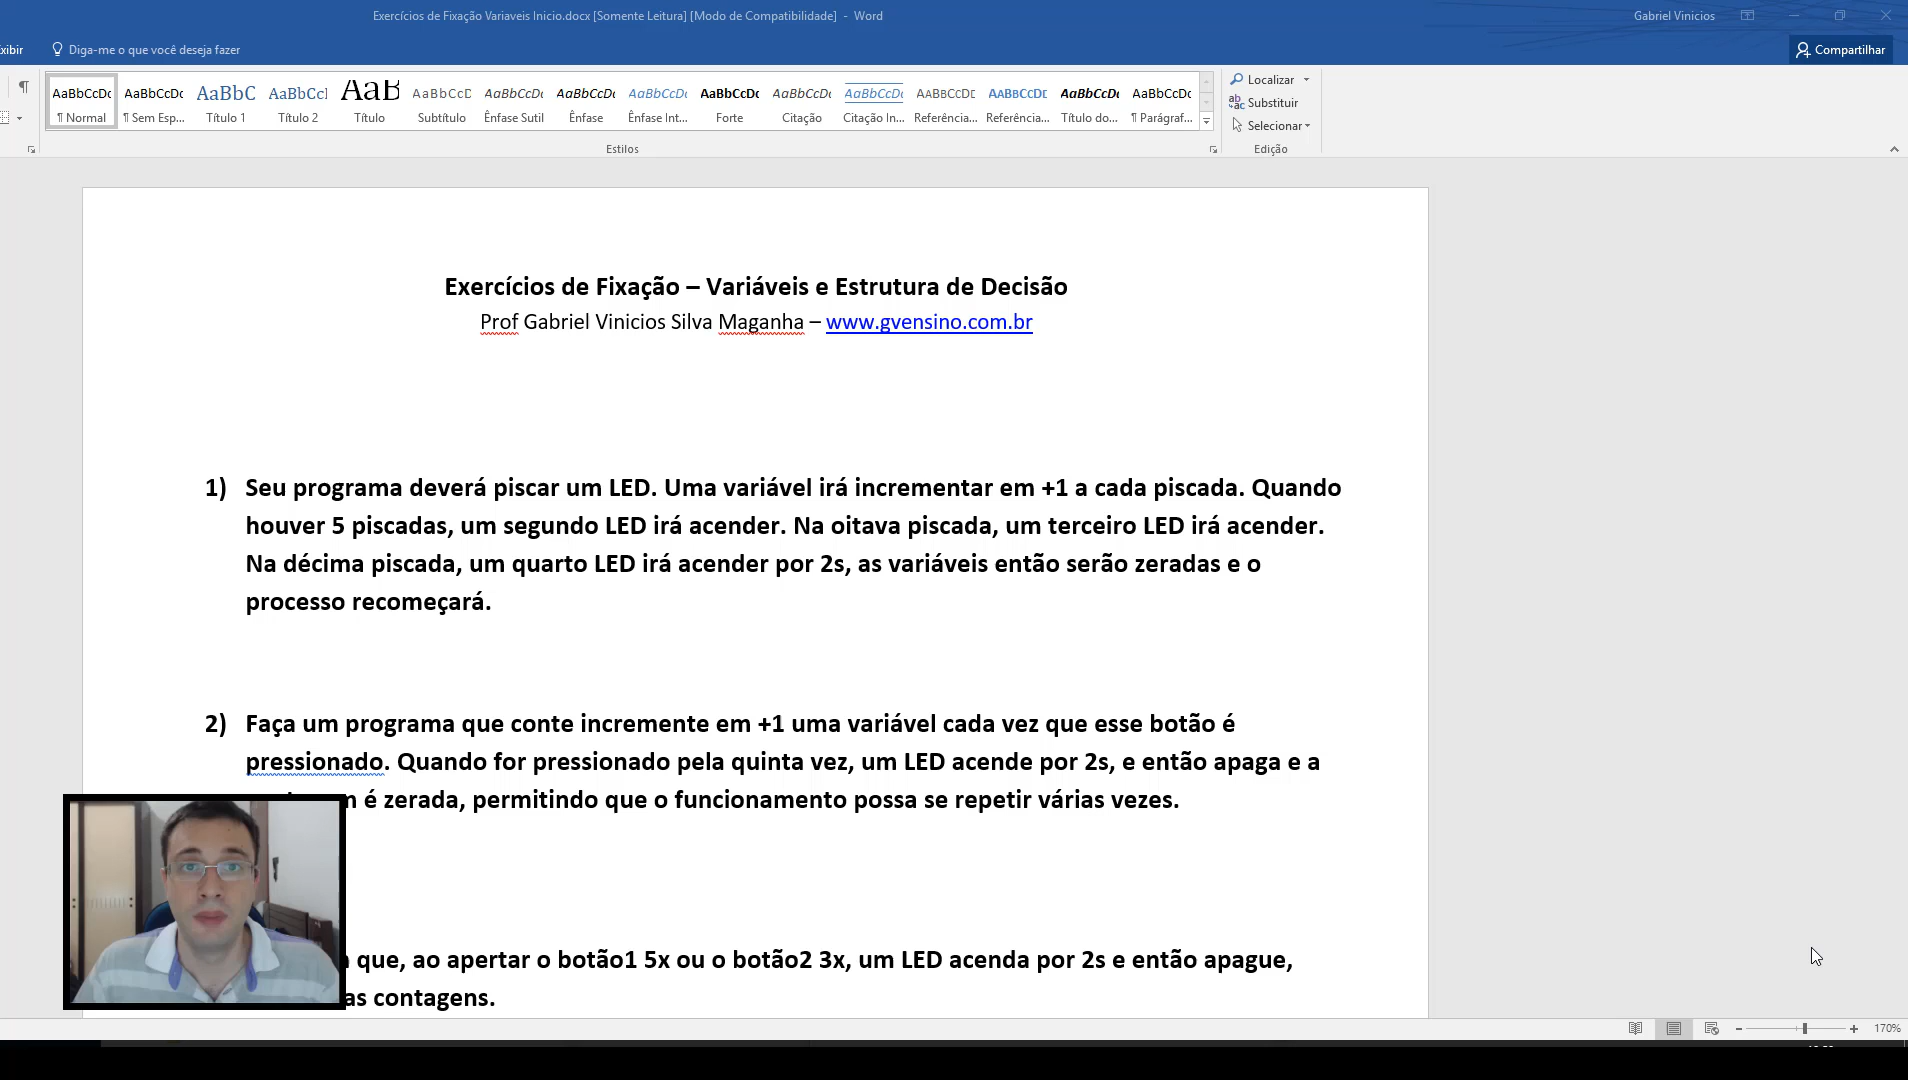 Exercícios de Fixação Variaveis Inicio.docx [Somente Leitura] [Modo de Compatibilidade] - Word
Gabriel Vinicios
Diga-me o que você deseja fazer
Compartilhar
¶
AaBbCcDc AaBbCcDc AaBbC AaBbCcI AaB AaBbCcD AaBbCcDc AaBbCcDc AaBbCcDc AaBbCcDc AaBbCcDc AaBbCcDc AaBbCcDE AaBbCcDE AaBbCcDc AaBbCcDc
¶ Normal ¶ Sem Esp... Título 1 Título 2 Título Subtítulo Ênfase Sutil Ênfase Ênfase Int... Forte Citação Citação In... Referência... Referência... Título do... ¶ Parágraf...
Estilos
Localizar
Substituir
Selecionar
Edição
Exercícios de Fixação – Variáveis e Estrutura de Decisão
Prof Gabriel Vinicios Silva Maganha – www.gvensino.com.br
1) Seu programa deverá piscar um LED. Uma variável irá incrementar em +1 a cada piscada. Quando
houver 5 piscadas, um segundo LED irá acender. Na oitava piscada, um terceiro LED irá acender.
Na décima piscada, um quarto LED irá acender por 2s, as variáveis então serão zeradas e o
processo recomeçará.
2) Faça um programa que conte incremente em +1 uma variável cada vez que esse botão é
pressionado. Quando for pressionado pela quinta vez, um LED acende por 2s, e então apaga e a
é zerada, permitindo que o funcionamento possa se repetir várias vezes.
que, ao apertar o botão1 5x ou o botão2 3x, um LED acenda por 2s e então apague,
as contagens.
170%